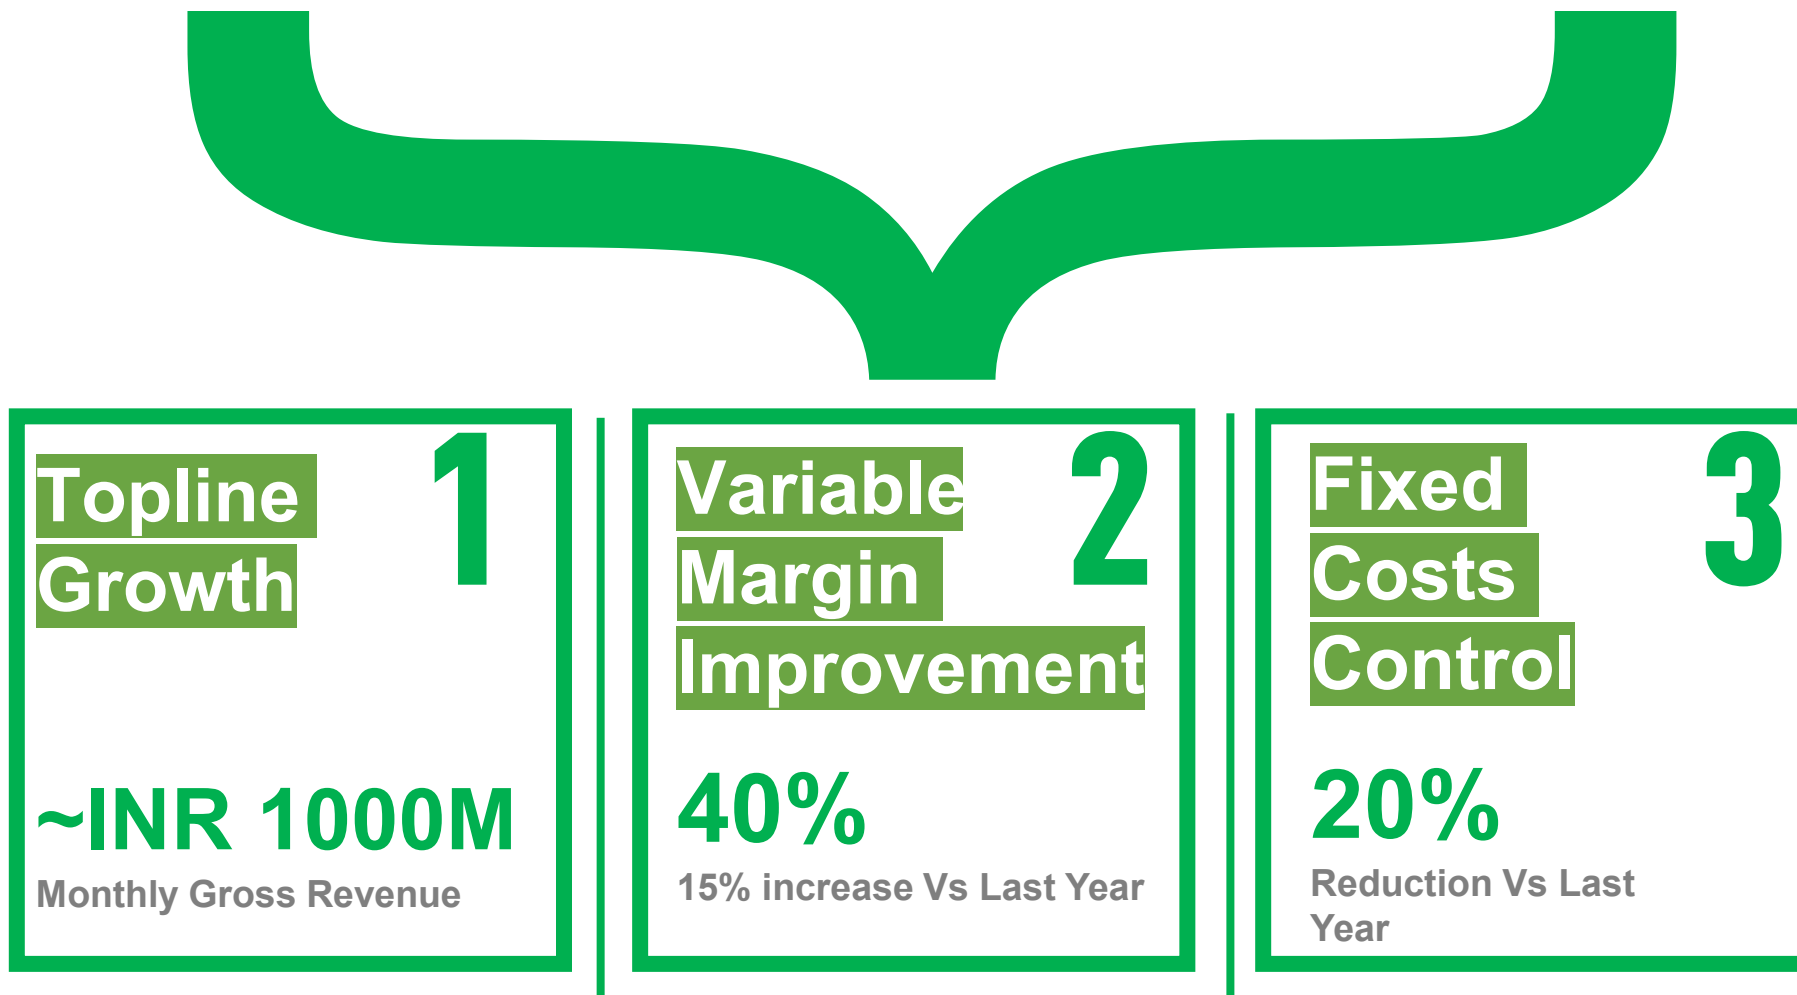 1
Topline
Growth
~INR 1000M
Monthly Gross Revenue
2
Variable
Margin
Improvement
40%
15% increase Vs Last Year
3
Fixed
Costs
Control
20%
Reduction Vs Last
Year